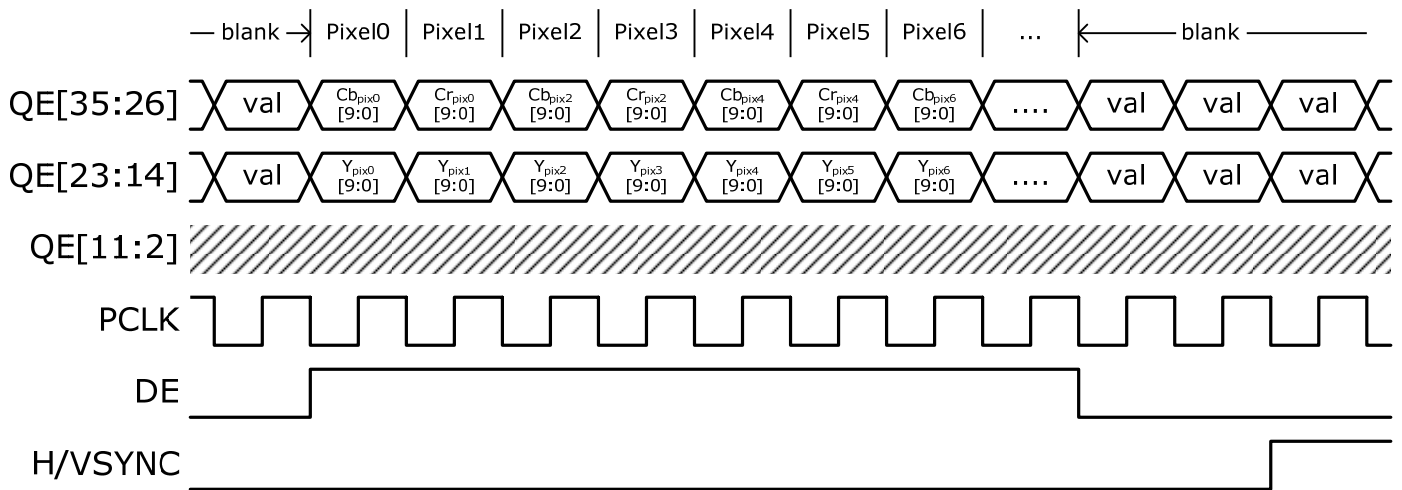 blank Pixel0 Pixel1 Pixel2 Pixel3 Pixel4 Pixel5 Pixel6 ... blank
QE[35:26] val Cbpix0 [9:0] Crpix0 [9:0] Cbpix2 [9:0] Crpix2 [9:0] Cbpix4 [9:0] Crpix4 [9:0] Cbpix6 [9:0] .... val val val
QE[23:14] val Ypix0 [9:0] Ypix1 [9:0] Ypix2 [9:0] Ypix3 [9:0] Ypix4 [9:0] Ypix5 [9:0] Ypix6 [9:0] .... val val val
QE[11:2]
PCLK
DE
H/VSYNC